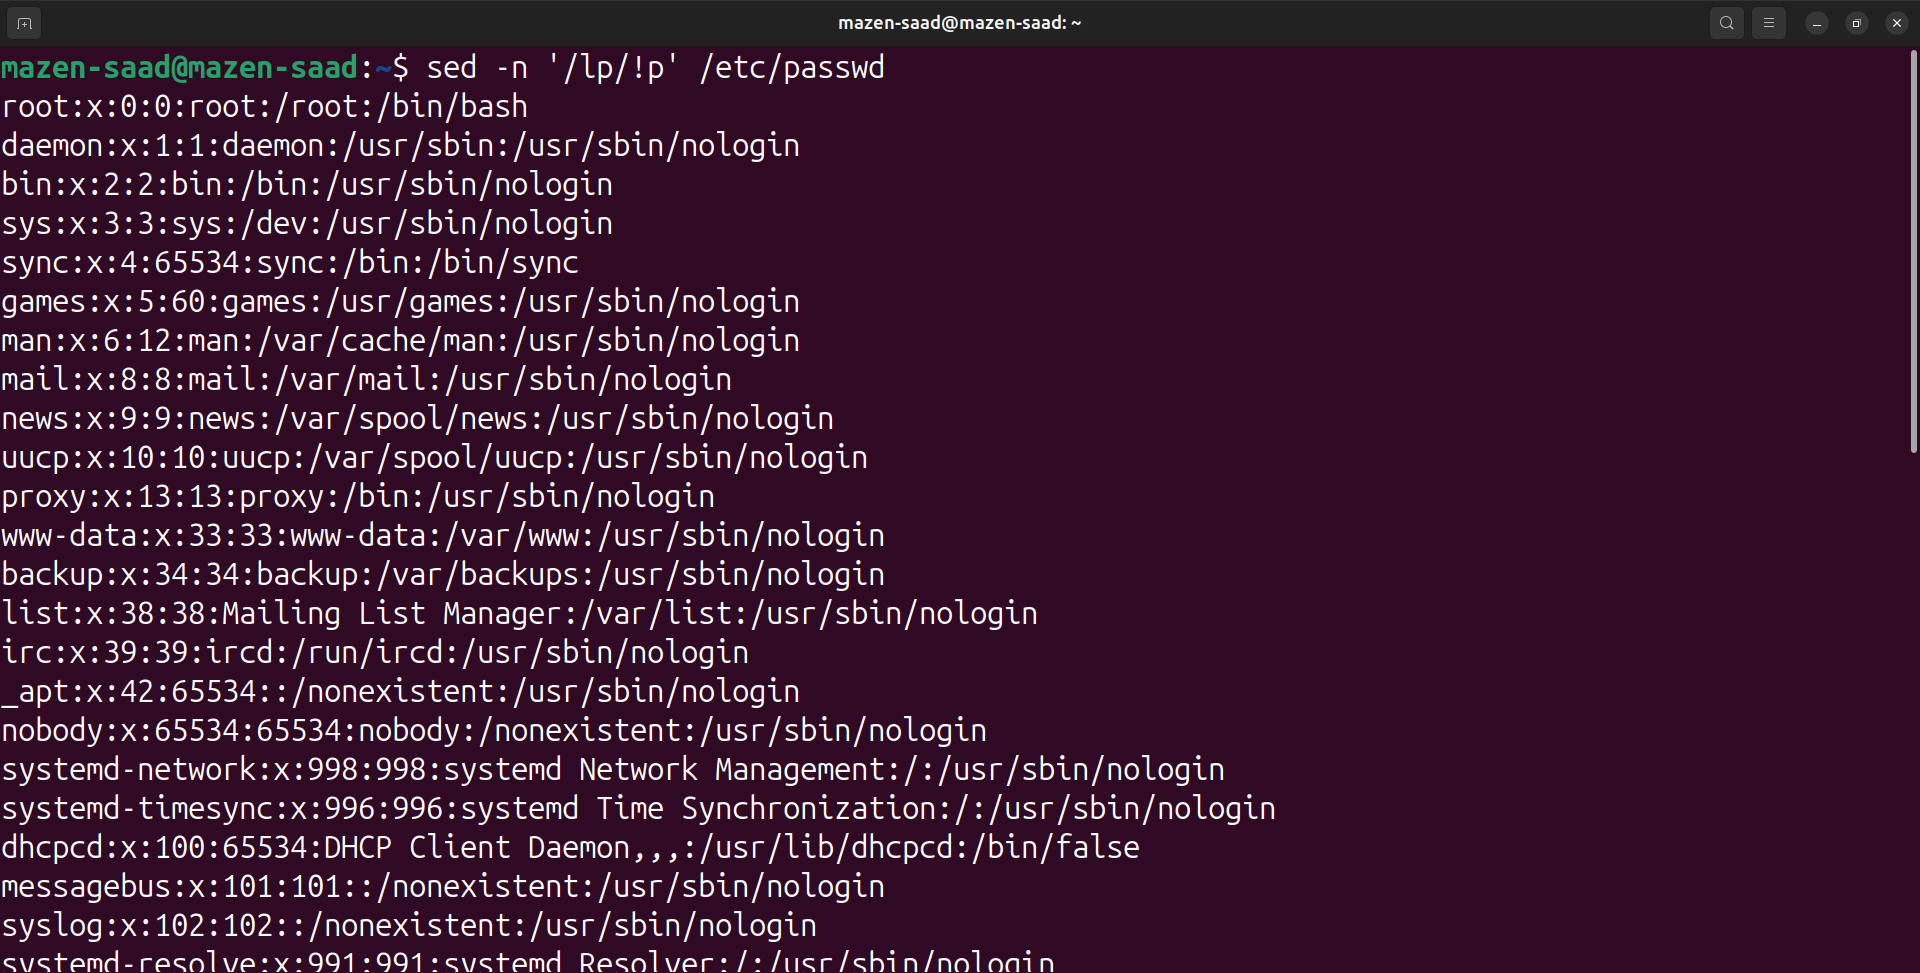 mazen-saad@mazen-saad: ~
mazen-saad@mazen-saad:~$ sed -n '/lp/!p' /etc/passwd
root:x:0:0:root:/root:/bin/bash
daemon:x:1:1:daemon:/usr/sbin:/usr/sbin/nologin
bin:x:2:2:bin:/bin:/usr/sbin/nologin
sys:x:3:3:sys:/dev:/usr/sbin/nologin
sync:x:4:65534:sync:/bin:/bin/sync
games:x:5:60:games:/usr/games:/usr/sbin/nologin
man:x:6:12:man:/var/cache/man:/usr/sbin/nologin
mail:x:8:8:mail:/var/mail:/usr/sbin/nologin
news:x:9:9:news:/var/spool/news:/usr/sbin/nologin
uucp:x:10:10:uucp:/var/spool/uucp:/usr/sbin/nologin
proxy:x:13:13:proxy:/bin:/usr/sbin/nologin
www-data:x:33:33:www-data:/var/www:/usr/sbin/nologin
backup:x:34:34:backup:/var/backups:/usr/sbin/nologin
list:x:38:38:Mailing List Manager:/var/list:/usr/sbin/nologin
irc:x:39:39:ircd:/run/ircd:/usr/sbin/nologin
_apt:x:42:65534::/nonexistent:/usr/sbin/nologin
nobody:x:65534:65534:nobody:/nonexistent:/usr/sbin/nologin
systemd-network:x:998:998:systemd Network Management:/:/usr/sbin/nologin
systemd-timesync:x:996:996:systemd Time Synchronization:/:/usr/sbin/nologin
dhcpcd:x:100:65534:DHCP Client Daemon,,,:/usr/lib/dhcpcd:/bin/false
messagebus:x:101:101::/nonexistent:/usr/sbin/nologin
syslog:x:102:102::/nonexistent:/usr/sbin/nologin
systemd-resolve:x:991:991:systemd Resolver:/:/usr/sbin/nologin